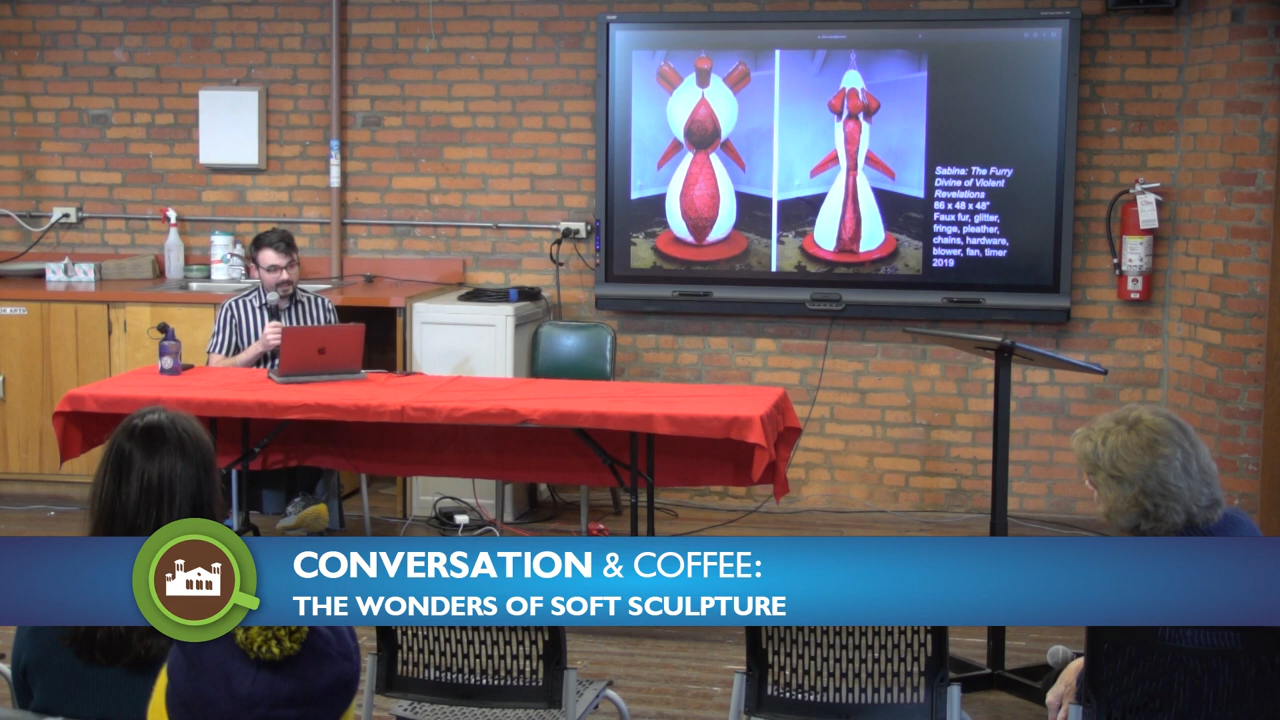 Sabina: The Furry
Divine of Violent
Revelations
86 x 48 x 48"
Faux fur, glitter,
fringe, pleather,
chains, hardware,
blower, fan, timer
2019
CONVERSATION & COFFEE:
THE WONDERS OF SOFT SCULPTURE